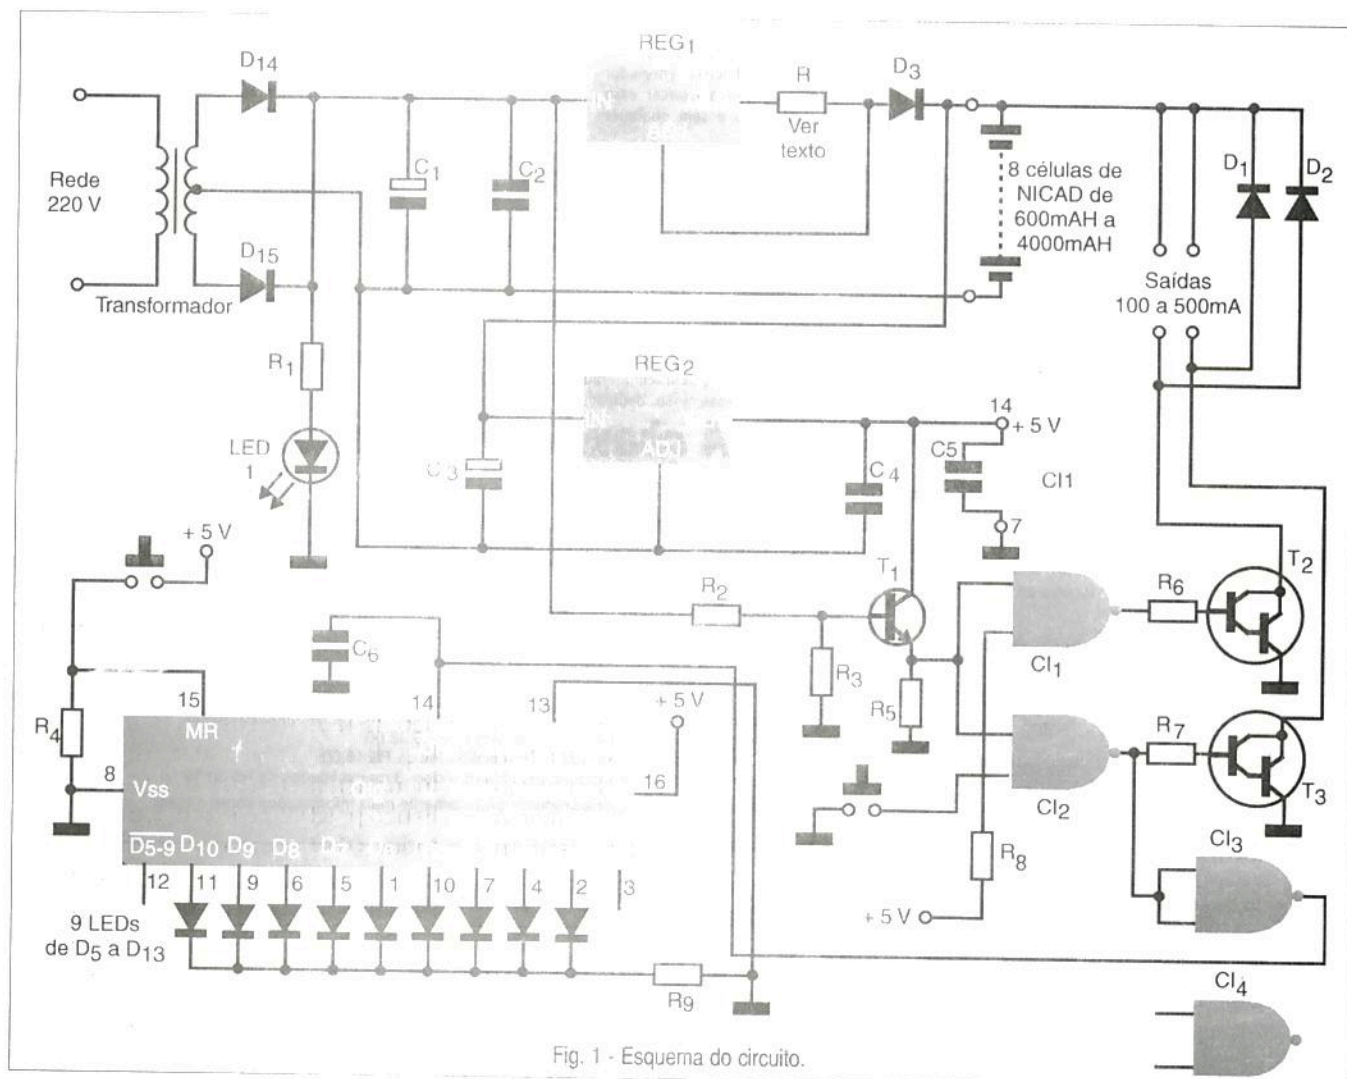 REG1
D14
IN
ADJ
R
Ver
texto
D3
C1
C2
8 células de
NICAD de
600mAH a
4000mAH
D1
D2
Rede
220 V
D15
Transformador
Saídas
100 a 500mA
R1
REG2
IN
ADJ
LED
1
C3
C4
C5
14
+ 5 V
CI1
7
+ 5 V
T1
R2
R3
R5
R6
T2
CI1
C6
15
14
13
+ 5 V
R4
MR
8
Vss
16
R7
T3
CI2
CI3
R8
+ 5 V
D5-9
D10
D9
D8
D7
12
11
9
6
5
1
10
7
4
2
3
9 LEDs
de D5 a D13
R9
CI4
Fig. 1 - Esquema do circuito.